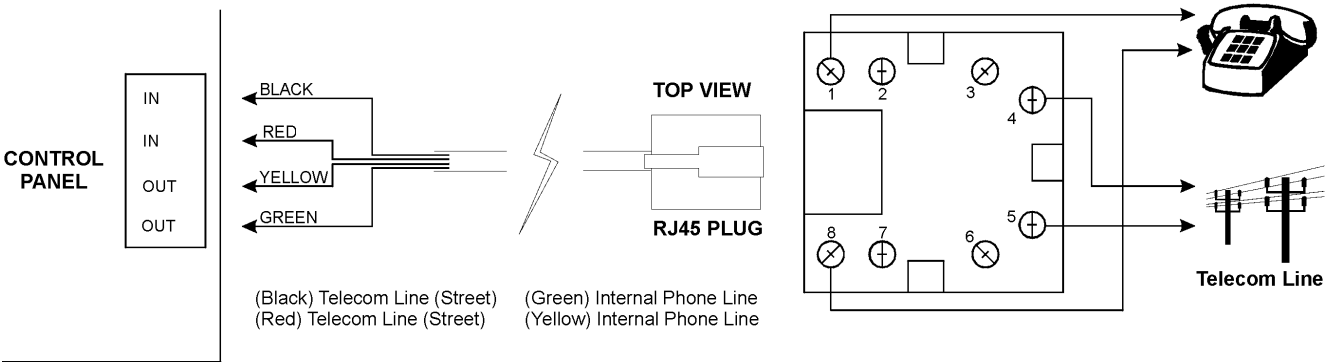 CONTROL
PANEL
IN
IN
OUT
OUT
BLACK
RED
YELLOW
GREEN
(Black) Telecom Line (Street)
(Red) Telecom Line (Street)
(Green) Internal Phone Line
(Yellow) Internal Phone Line
TOP VIEW
RJ45 PLUG
1
2
3
4
5
6
7
8
Telecom Line